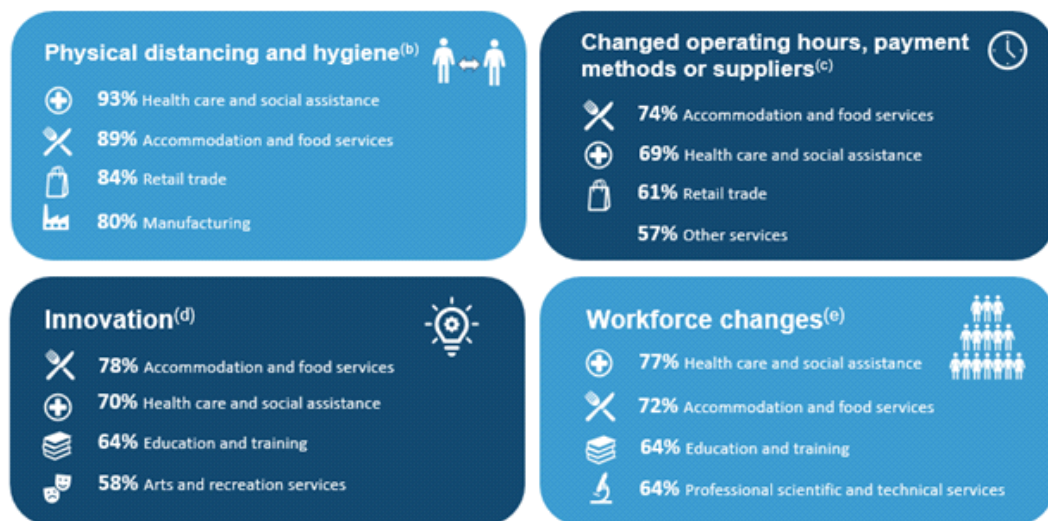 Physical distancing and hygiene(b)
93% Health care and social assistance
89% Accommodation and food services
84% Retail trade
80% Manufacturing
Changed operating hours, payment
methods or suppliers(c)
74% Accommodation and food services
69% Health care and social assistance
61% Retail trade
57% Other services
Innovation(d)
78% Accommodation and food services
70% Health care and social assistance
64% Education and training
58% Arts and recreation services
Workforce changes(e)
77% Health care and social assistance
72% Accommodation and food services
64% Education and training
64% Professional scientific and technical services